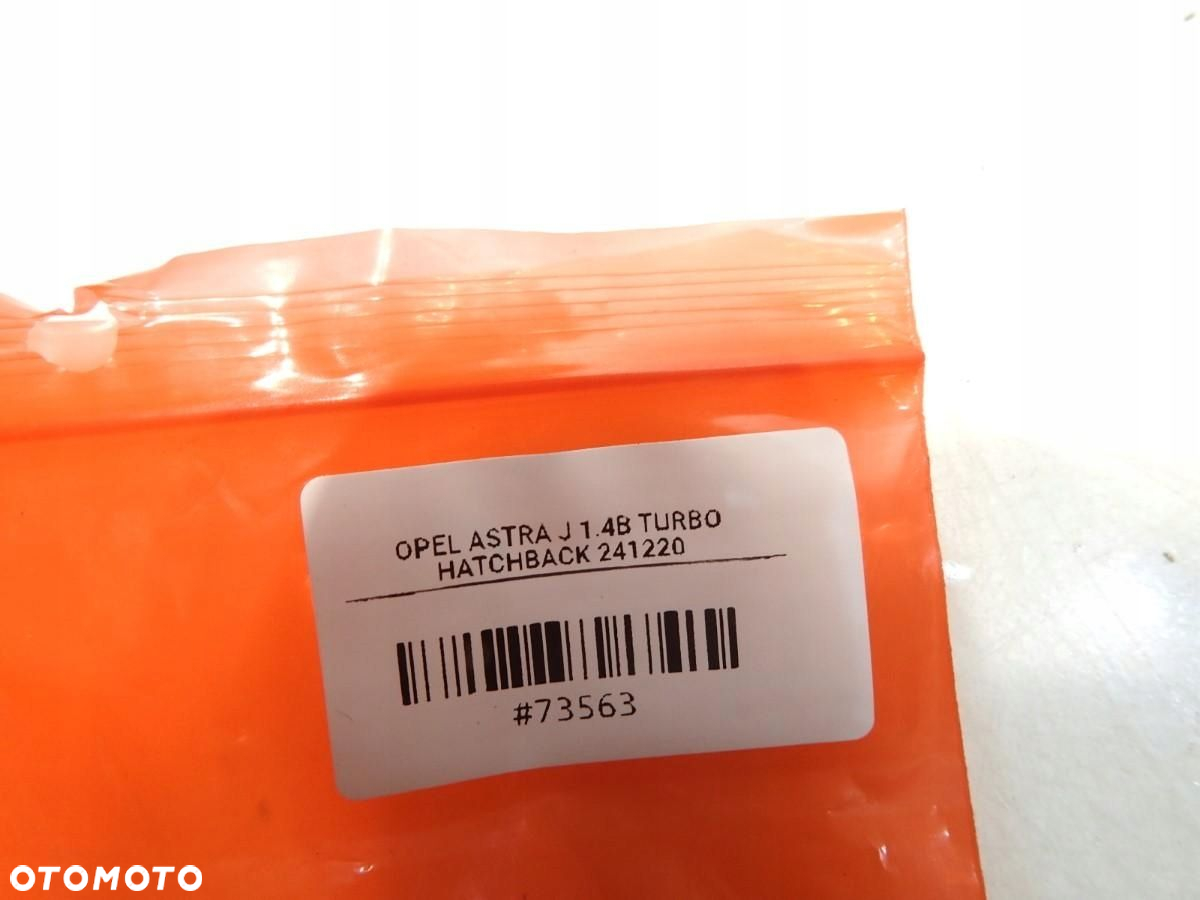 OPEL ASTRA J 1.4B TURBO
HATCHBACK 241220
#73563
OTOMOTO